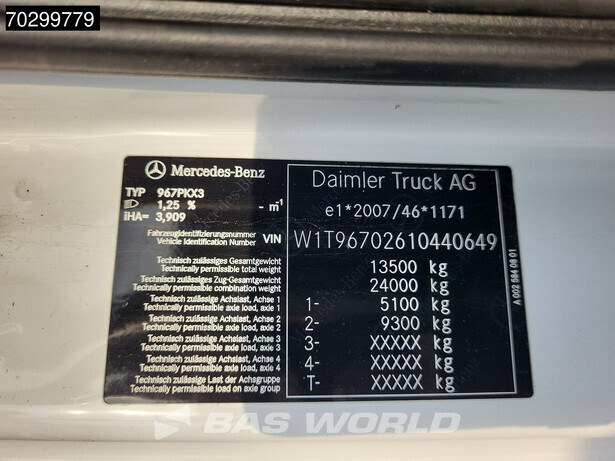 70299779
Mercedes-Benz
TYP 967PKX3
1,25 % - m⁻¹
iHA= 3,909
Daimler Truck AG
e1*2007/46*1171
Fahrzeugidentifizierungsnummer
Vehicle Identification Number VIN W1T96702610440649
Technisch zulässiges Gesamtgewicht
Technically permissible total weight 13500 kg
Technisch zulässiges Zug-Gesamtgewicht
Technically permissible combination weight 24000 kg
Technisch zulässige Achslast, Achse 1
Technically permissible axle load, axle 1 1- 5100 kg
Technisch zulässige Achslast, Achse 2
Technically permissible axle load, axle 2 2- 9300 kg
Technisch zulässige Achslast, Achse 3
Technically permissible axle load, axle 3 3- XXXXX kg
Technisch zulässige Achslast, Achse 4
Technically permissible axle load, axle 4 4- XXXXX kg
Technisch zulässige Last der Achsgruppe
Technically permissible load on axle group T- XXXXX kg
A 002 584 08 01
BAS WORLD